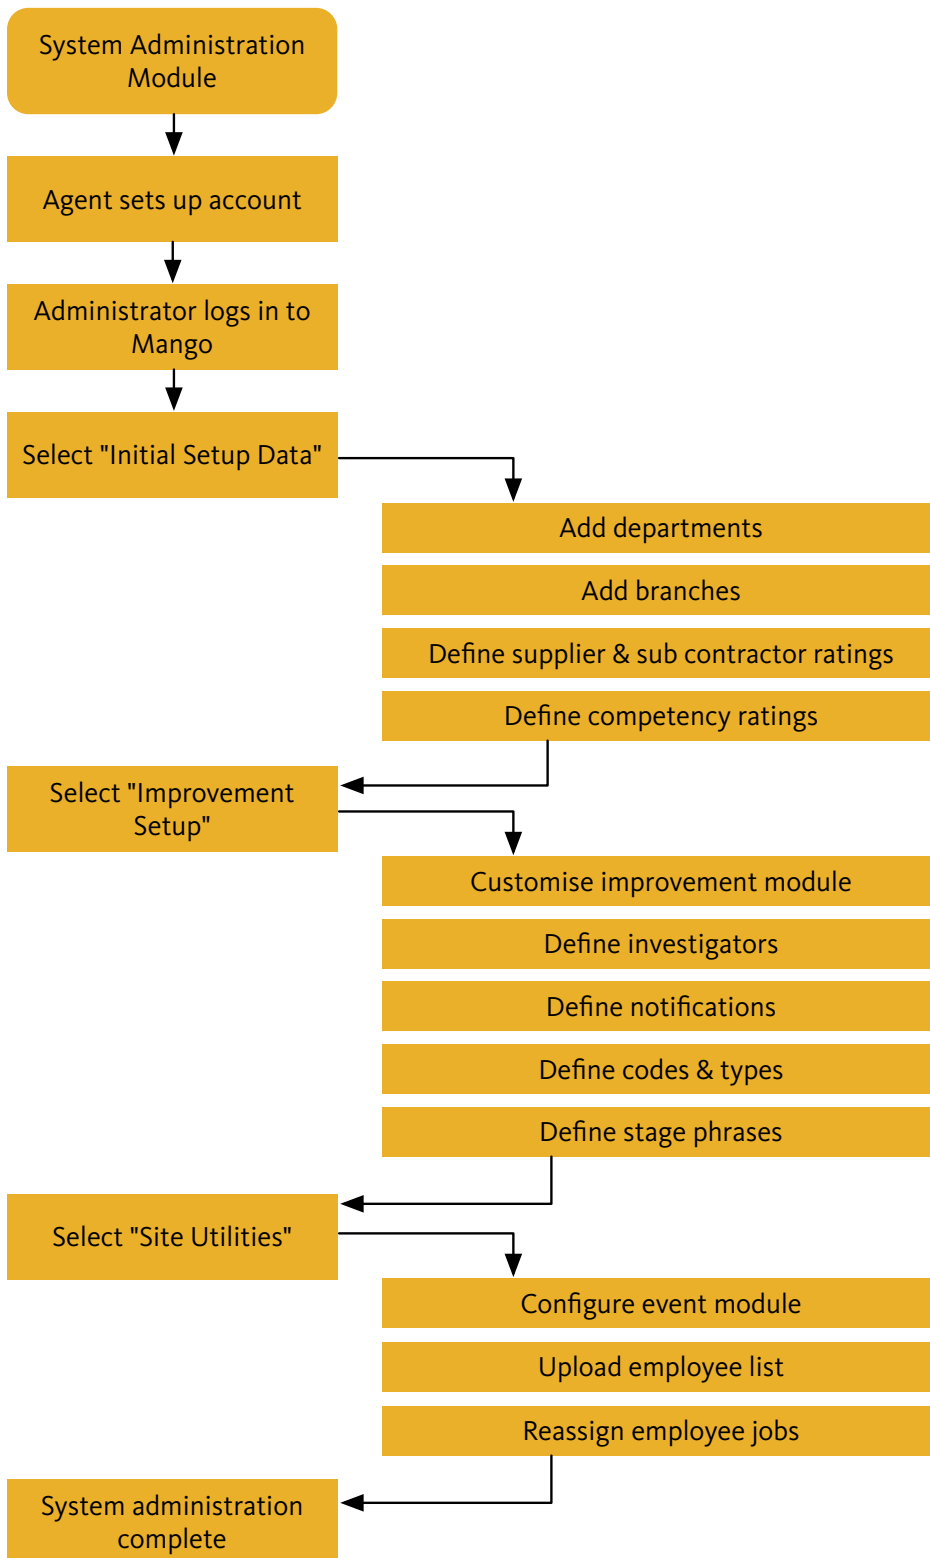 System Administration
Module
Agent sets up account
Administrator logs in to
Mango
Select "Initial Setup Data"
Add departments
Add branches
Define supplier & sub contractor ratings
Define competency ratings
Select "Improvement
Setup"
Customise improvement module
Define investigators
Define notifications
Define codes & types
Define stage phrases
Select "Site Utilities"
Configure event module
Upload employee list
Reassign employee jobs
System administration
complete